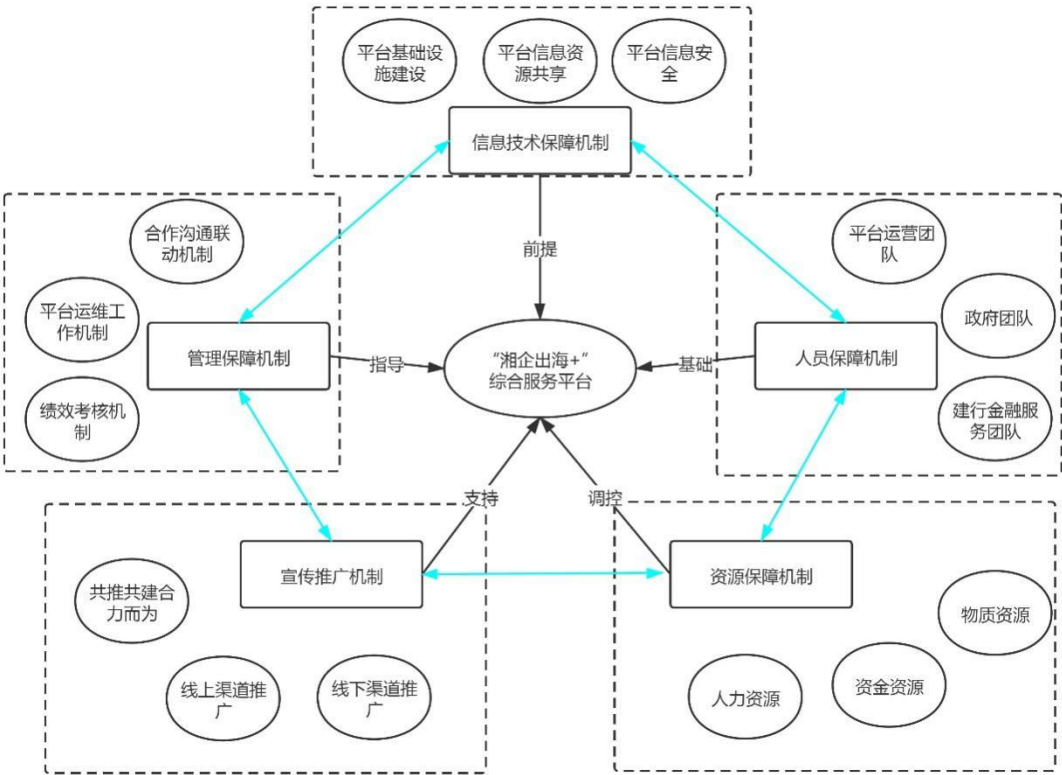 平台基础设
施建设
平台信息资
源共享
平台信息安
全
信息技术保障机制
合作沟通联
动机制
平台运维工
作机制
绩效考核机
制
管理保障机制
前提
指导
“湘企出海+”
综合服务平台
基础
平台运营团
队
政府团队
建行金融服
务团队
人员保障机制
支持
调控
宣传推广机制
共推共建合
力而为
线上渠道推
广
线下渠道推
广
资源保障机制
物质资源
人力资源
资金资源